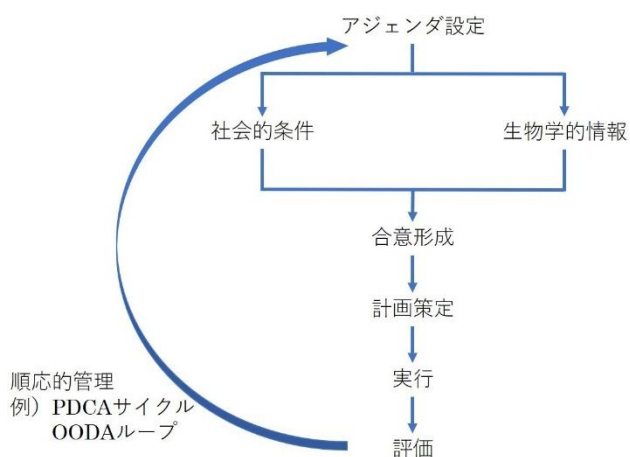 アジェンダ設定
社会的条件
生物学的情報
合意形成
計画策定
実行
順応的管理
例）PDCAサイクル
OODAループ
評価